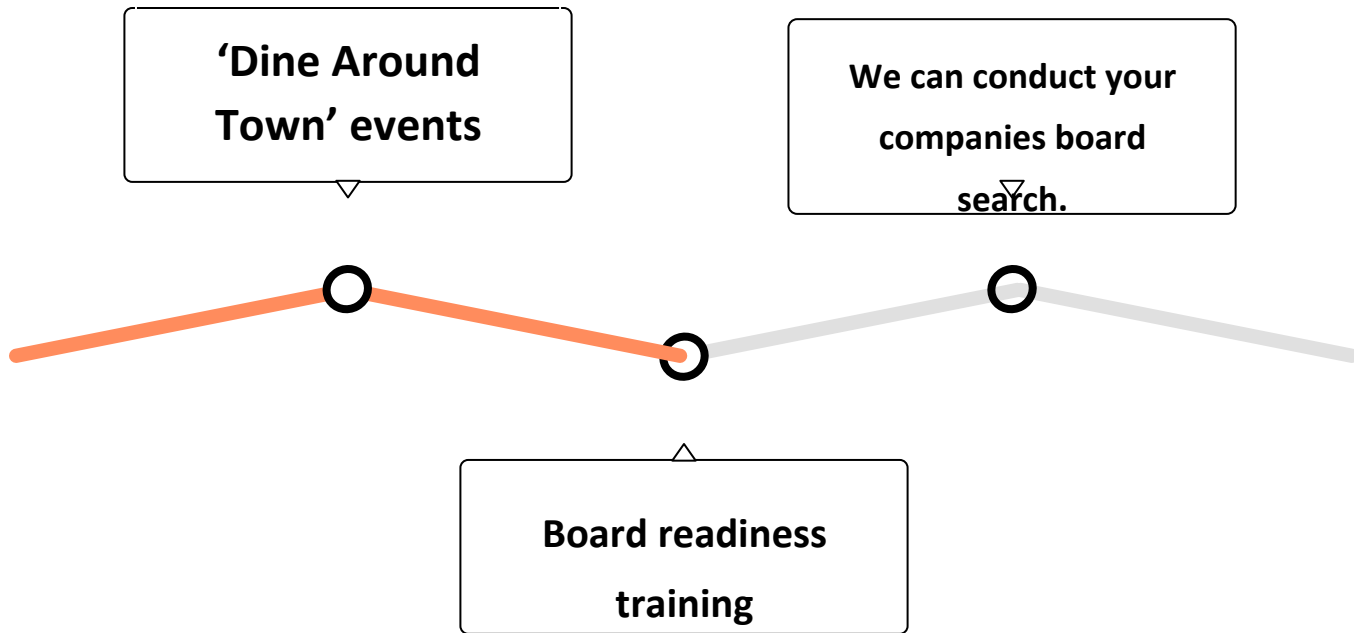 ‘Dine Around
Town’ events
We can conduct your
companies board
search.
Board readiness
training